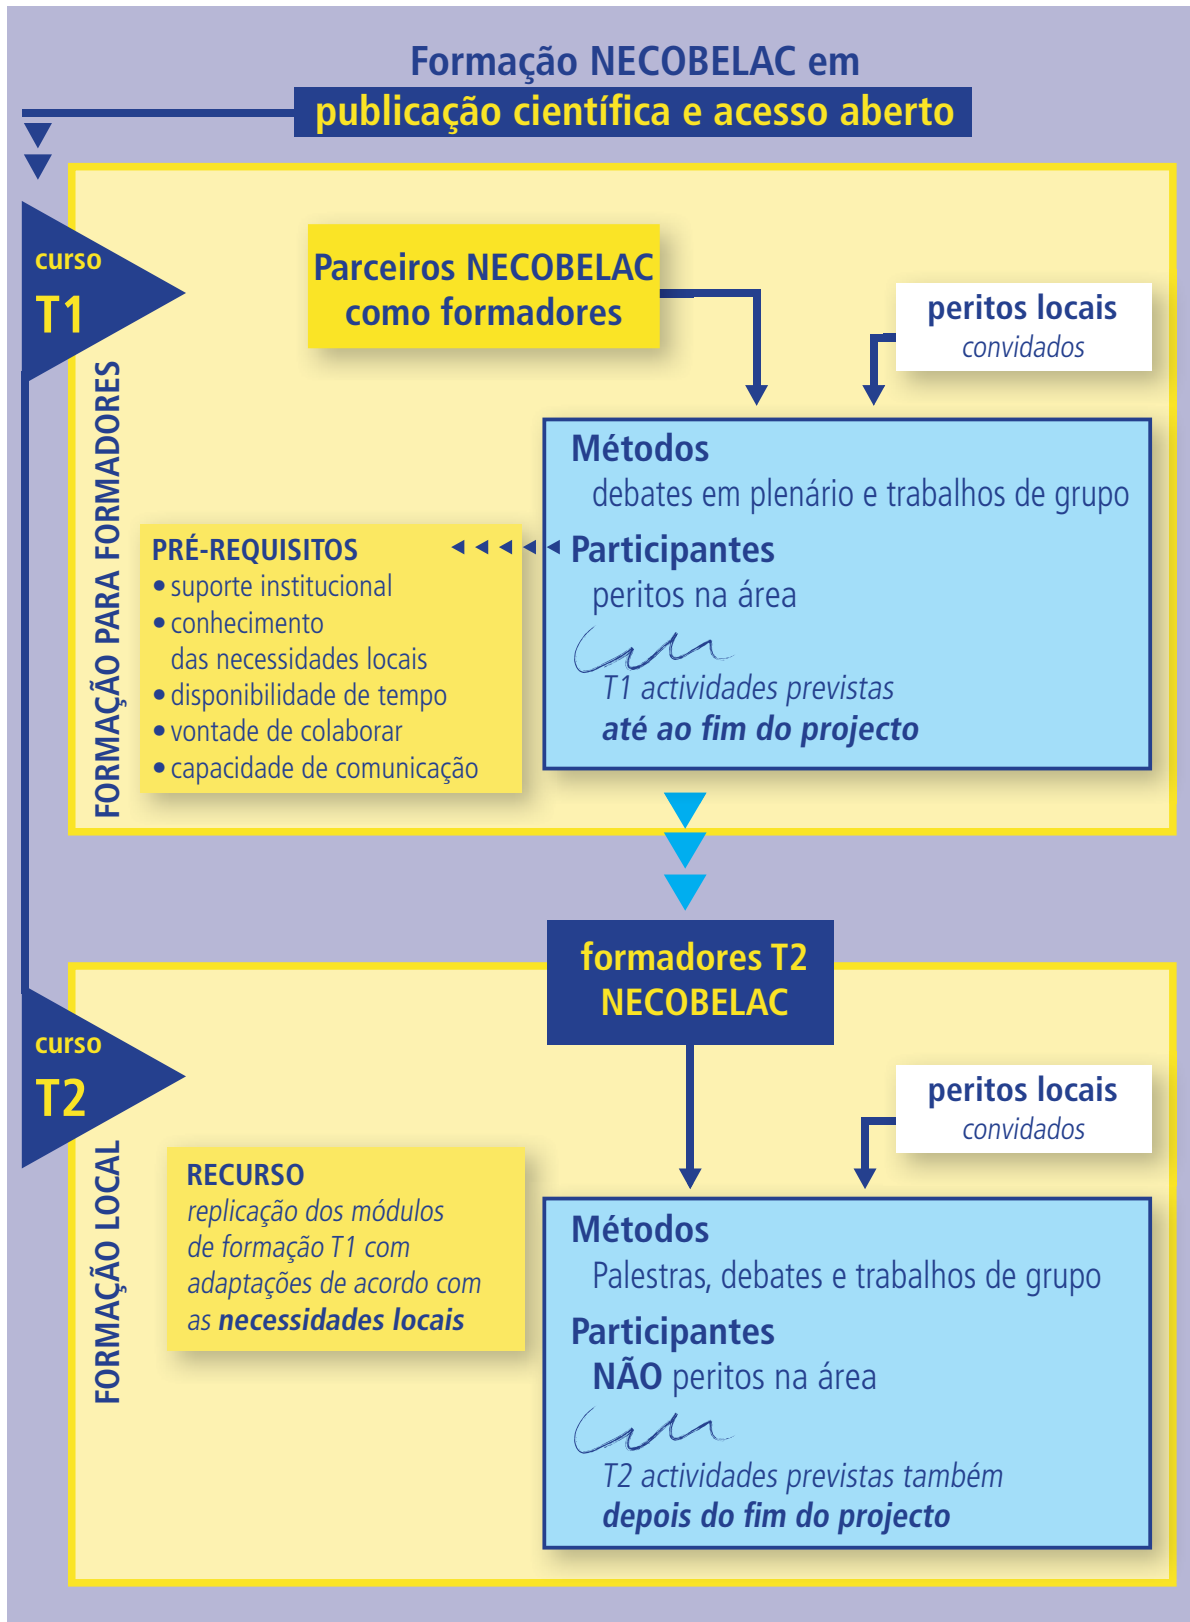 Formação NECOBELAC em
publicação científica e acesso aberto
curso
T1
FORMAÇÃO PARA FORMADORES
Parceiros NECOBELAC
como formadores
peritos locais
convidados
Métodos
debates em plenário e trabalhos de grupo
Participantes
peritos na área
T1 actividades previstas
até ao fim do projecto
PRÉ-REQUISITOS
• suporte institucional
• conhecimento
das necessidades locais
• disponibilidade de tempo
• vontade de colaborar
• capacidade de comunicação
formadores T2
NECOBELAC
curso
T2
FORMAÇÃO LOCAL
peritos locais
convidados
RECURSO
replicação dos módulos
de formação T1 com
adaptações de acordo com
as necessidades locais
Métodos
Palestras, debates e trabalhos de grupo
Participantes
NÃO peritos na área
T2 actividades previstas também
depois do fim do projecto